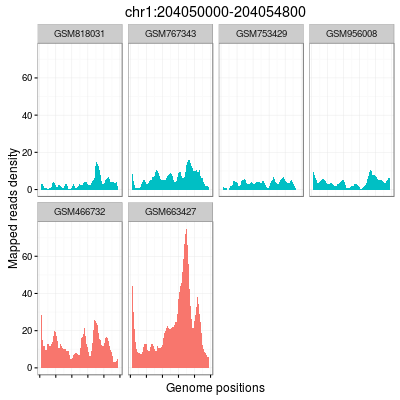 chr1:204050000-204054800
GSM818031 GSM767343 GSM753429 GSM956008
60
40
20
0
GSM466732 GSM663427
60
40
20
0
Mapped reads density
Genome positions